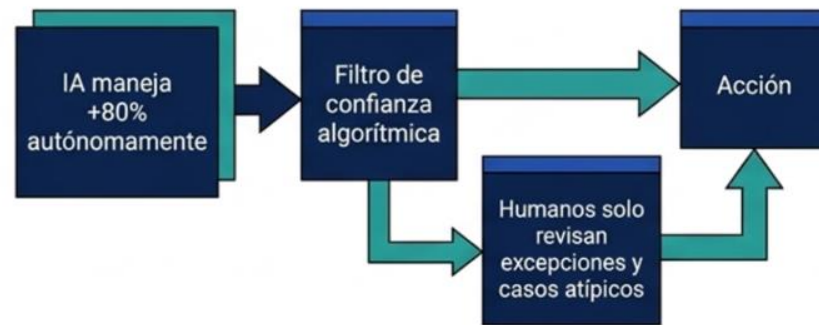 IA maneja
+80%
autónomamente
Filtro de
confianza
algorítmica
Acción
Humanos solo
revisan
excepciones y
casos atípicos